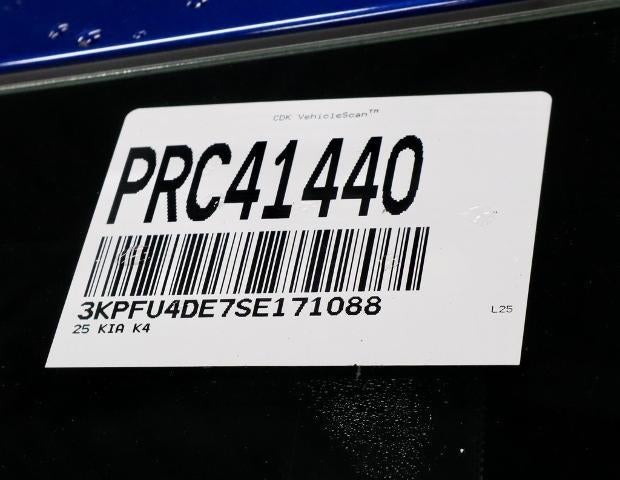 CDK VehicleScan™
PRC41440
3KPFU4DE7SE171088
25 KIA K4
L25